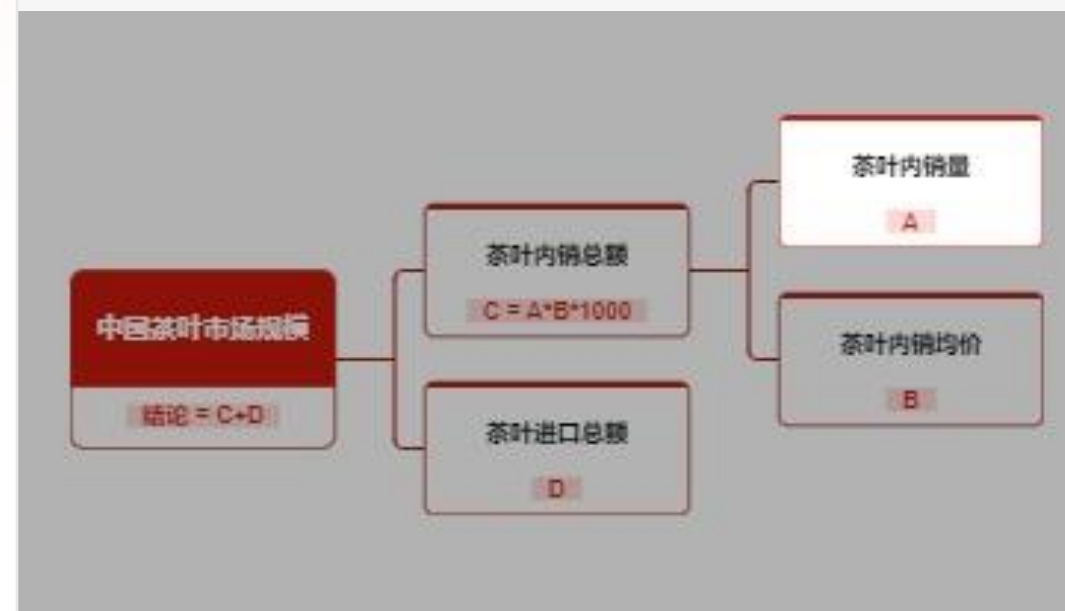 中国茶叶市场规模
结论 = C+D
茶叶内销总额
C = A*B*1000
茶叶进口总额
D
茶叶内销量
A
茶叶内销均价
B